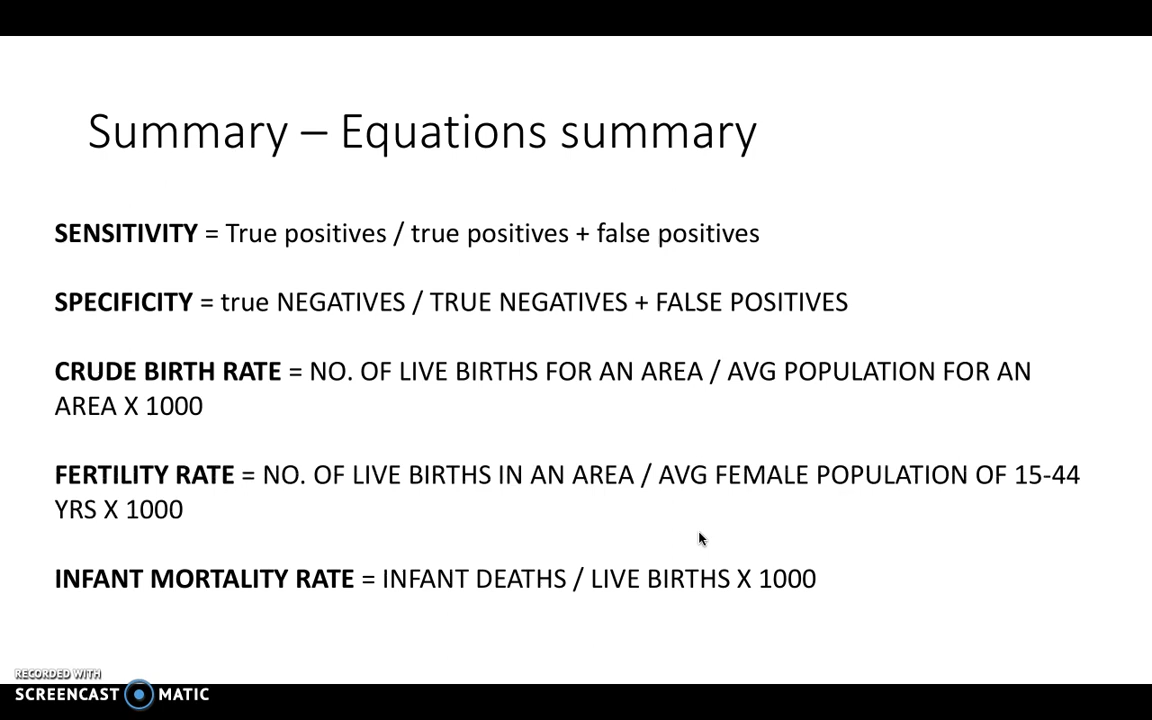 Summary – Equations summary
SENSITIVITY = True positives / true positives + false positives
SPECIFICITY = true NEGATIVES / TRUE NEGATIVES + FALSE POSITIVES
CRUDE BIRTH RATE = NO. OF LIVE BIRTHS FOR AN AREA / AVG POPULATION FOR AN
AREA X 1000
FERTILITY RATE = NO. OF LIVE BIRTHS IN AN AREA / AVG FEMALE POPULATION OF 15-44
YRS X 1000
INFANT MORTALITY RATE = INFANT DEATHS / LIVE BIRTHS X 1000
RECORDED WITH
SCREENCAST MATIC